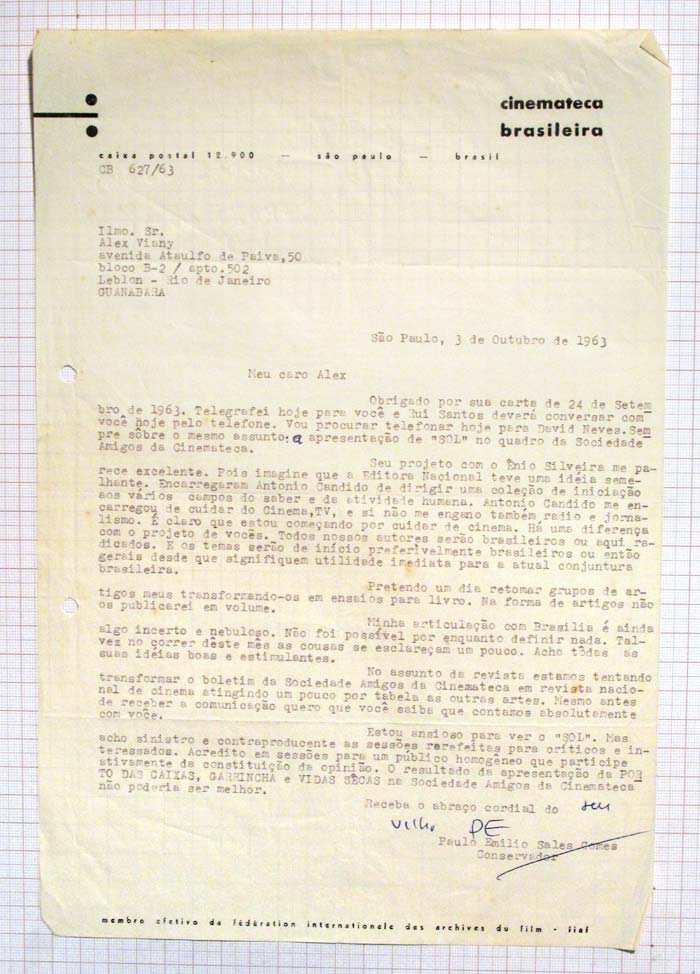 cinemateca
brasileira
caixa postal 12.900 — são paulo — brasil
CB 627/63
Ilmo. Sr.
Alex Viany
avenida Ataulfo de Paiva,50
bloco B-2 / apto.502
Leblon - Rio de Janeiro
GUANABARA
São Paulo, 3 de Outubro de 1963
Meu caro Alex
Obrigado por sua carta de 24 de Setem
bro de 1963. Telegrafei hoje para você e Rui Santos deverá conversar com
você hoje pelo telefone. Vou procurar telefonar hoje para David Neves.Sem
pre sôbre o mesmo assunto: a apresentação de "SOL" no quadro da Sociedade
Amigos da Cinemateca.
Seu projeto com o Ênio Silveira me pa-
rece excelente. Pois imagine que a Editora Nacional teve uma idéia seme-
lhante. Encarregaram Antonio Candido de dirigir uma coleção de iniciação
aos vários campos do saber e da atividade humana. Antonio Candido me en-
carregou de cuidar do Cinema,TV, e si não me engano também radio e jorna-
lismo. É claro que estou começando por cuidar de cinema. Há uma diferença
com o projeto de vocês. Todos nossos autores serão brasileiros ou aqui ra-
dicados. E os temas serão de início preferivelmente brasileiros ou então
gerais desde que signifiquem utilidade imediata para a atual conjuntura
brasileira.
Pretendo um dia retomar grupos de ar-
tigos meus transformando-os em ensaios para livro. Na forma de artigos não
os publicarei em volume.
Minha articulação com Brasilia é ainda
algo incerto e nebuloso. Não foi possível por enquanto definir nada. Tal-
vez no correr dêste mês as cousas se esclareçam um pouco. Acho tôdas as
suas idéias boas e estimulantes.
No assunto da revista estamos tentando
transformar o boletim da Sociedade Amigos da Cinemateca em revista nacio-
nal de cinema atingindo um pouco por tabela as outras artes. Mesmo antes
de receber a comunicação quero que você saiba que contamos absolutamente
com você.
Estou ansioso para ver o "SOL". Mas
acho sinistro e contraproducente as sessões rarefeitas para críticos e in-
teressados. Acredito em sessões para um público homogêneo que participe
ativamente da constituição da opinião. O resultado da apresentação da POR
TO DAS CAIXAS, GARRINCHA e VIDAS SÊCAS na Sociedade Amigos da Cinemateca
não poderia ser melhor.
Receba o abraço cordial do seu
velho PE
Paulo Emilio Sales Gomes
Conservador
membro efetivo da fédération internationale des archives du film - fiaf